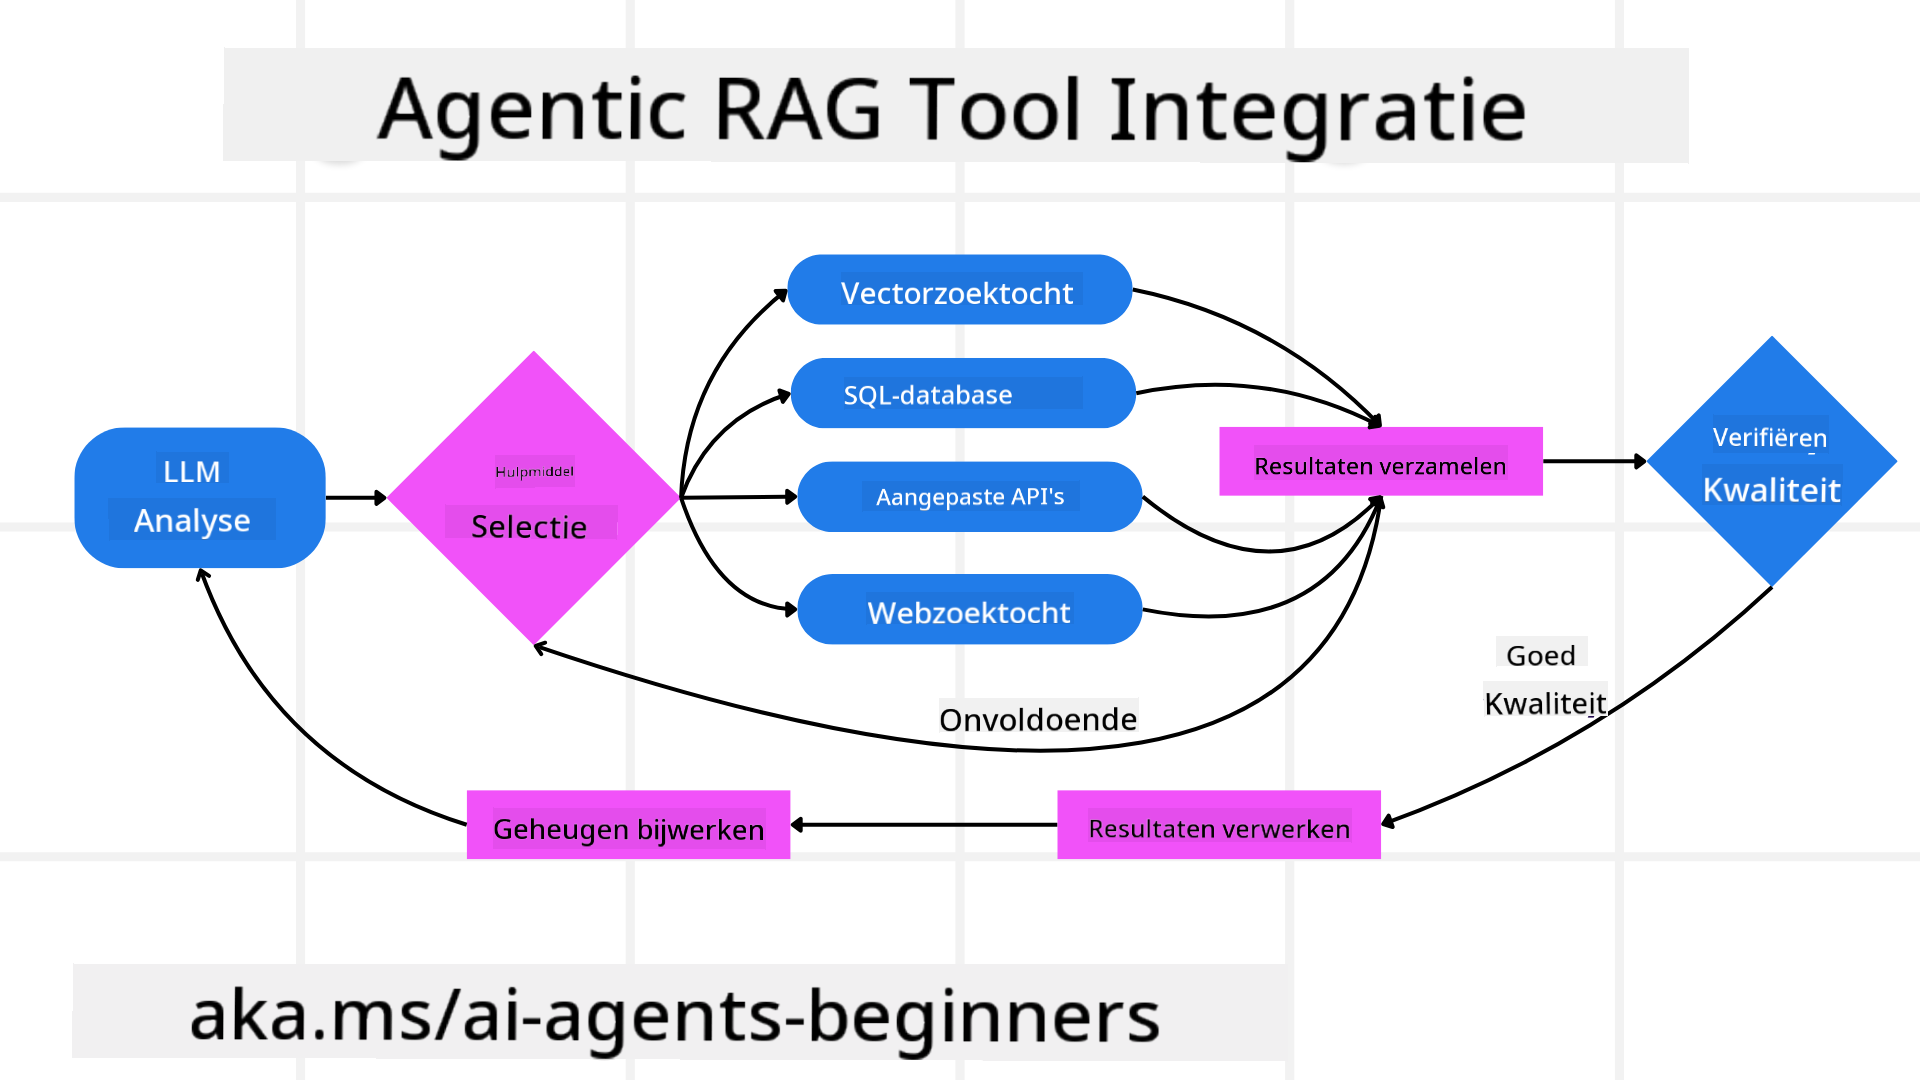 Agentic RAG Tool Integratie
LLM
Analyse
Hulpmiddel
Selectie
Vectorzoektocht
SQL-database
Aangepaste API's
Webzoektocht
Resultaten verzamelen
Verifiëren
Kwaliteit
Goed
Kwaliteit
Onvoldoende
Geheugen bijwerken
Resultaten verwerken
aka.ms/ai-agents-beginners